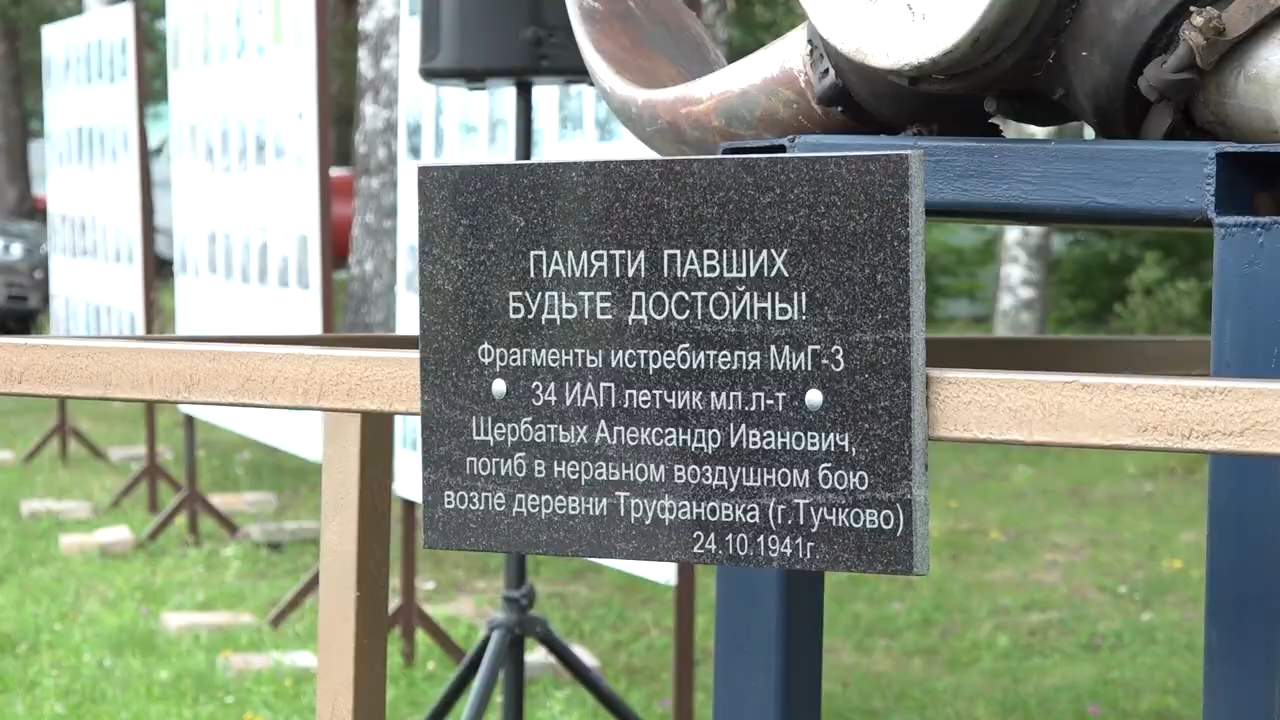 ПАМЯТИ ПАВШИХ
БУДЬТЕ ДОСТОЙНЫ!
Фрагменты истребителя МиГ-3
34 ИАП летчик мл.л-т
Щербатых Александр Иванович,
погиб в неравном воздушном бою
возле деревни Труфановка (г.Тучково)
24.10.1941г.